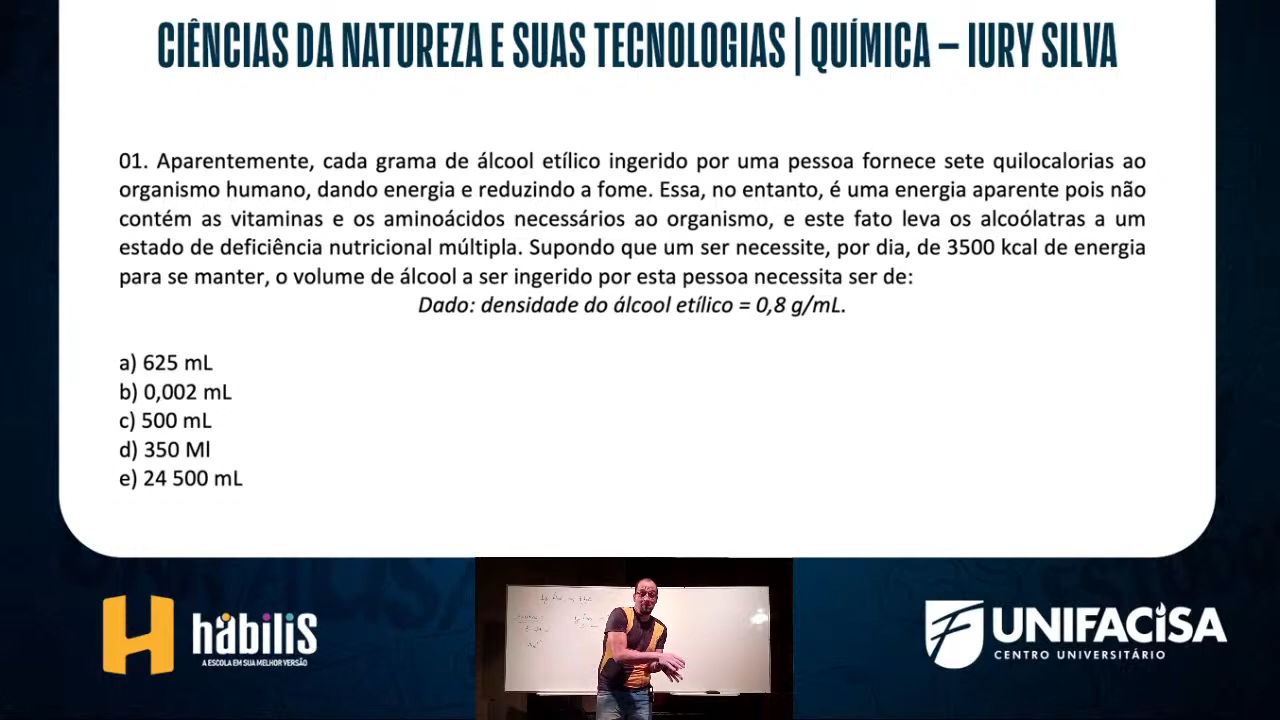 CIÊNCIAS DA NATUREZA E SUAS TECNOLOGIAS | QUÍMICA – IURY SILVA
01. Aparentemente, cada grama de álcool etílico ingerido por uma pessoa fornece sete quilocalorias ao
organismo humano, dando energia e reduzindo a fome. Essa, no entanto, é uma energia aparente pois não
contém as vitaminas e os aminoácidos necessários ao organismo, e este fato leva os alcoólatras a um
estado de deficiência nutricional múltipla. Supondo que um ser necessite, por dia, de 3500 kcal de energia
para se manter, o volume de álcool a ser ingerido por esta pessoa necessita ser de:
Dado: densidade do álcool etílico = 0,8 g/mL.
a) 625 mL
b) 0,002 mL
c) 500 mL
d) 350 Ml
e) 24 500 mL
H hábilis
A ESCOLA EM SUA MELHOR VERSÃO
UNIFACISA
CENTRO UNIVERSITÁRIO